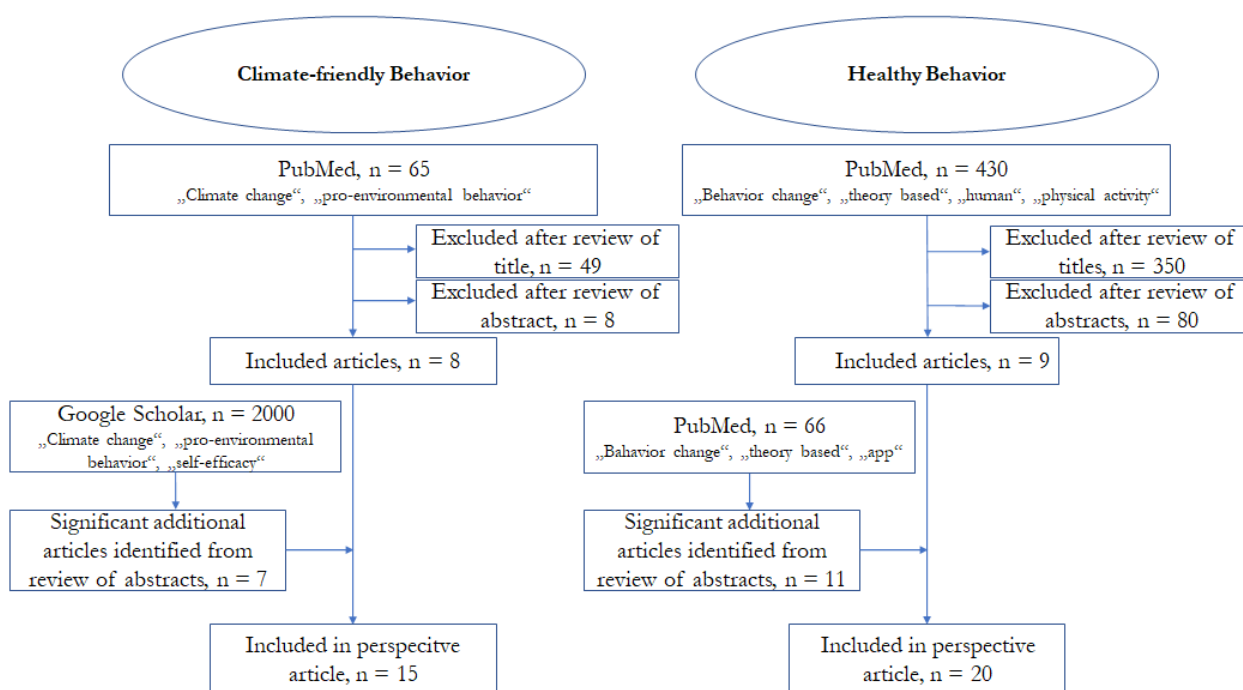 Climate-friendly Behavior
PubMed, n = 65
„Climate change“, „pro-environmental behavior“
Excluded after review of
title, n = 49
Excluded after review of
abstract, n = 8
Included articles, n = 8
Google Scholar, n = 2000
„Climate change“, „pro-environmental
behavior“, „self-efficacy“
Significant additional
articles identified from
review of abstracts, n = 7
Included in perspecitve
article, n = 15
Healthy Behavior
PubMed, n = 430
„Behavior change“, „theory based“, „human“, „physical activity“
Excluded after review of
titles, n = 350
Excluded after review of
abstracts, n = 80
Included articles, n = 9
PubMed, n = 66
„Bahavior change“, „theory based“, „app“
Significant additional
articles identified from
review of abstracts, n = 11
Included in perspective
article, n = 20